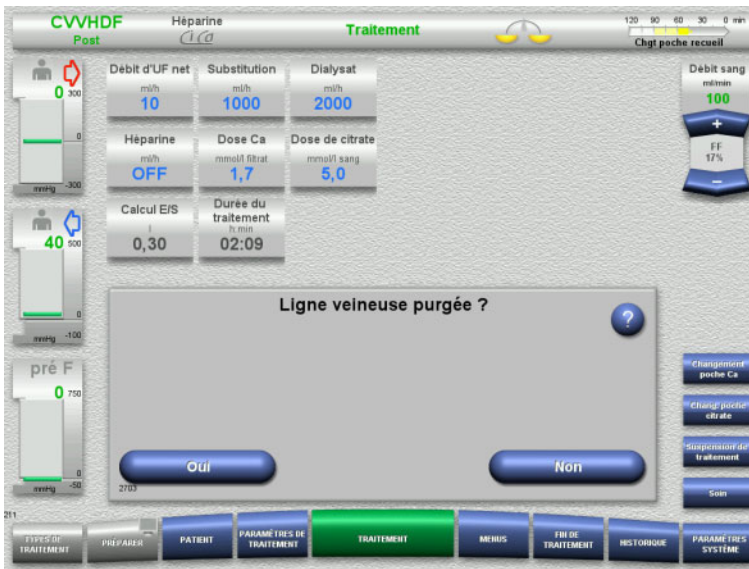 CVVHDF
Post
Héparine
Ci Ca
Traitement
120 90 60 30 0 min
Chgt poche recueil
0
300
0
mmHg -300
40
500
0
mmHg -100
pré F
0
750
0
mmHg -50
Débit d'UF net
ml/h
10
Substitution
ml/h
1000
Dialysat
ml/h
2000
Héparine
ml/h
OFF
Dose Ca
mmol/l filtrat
1,7
Dose de citrate
mmol/l sang
5,0
Calcul E/S
l
0,30
Durée du
traitement
h:min
02:09
Débit sang
ml/min
100
+
FF
17%
−
Ligne veineuse purgée ?
?
Oui
Non
2703
Changement
poche Ca
Chang. poche
citrate
Suspension de
traitement
Soin
211
TYPES DE
TRAITEMENT
PRÉPARER
PATIENT
PARAMÈTRES DE
TRAITEMENT
TRAITEMENT
MENUS
FIN DE
TRAITEMENT
HISTORIQUE
PARAMÈTRES
SYSTÈME